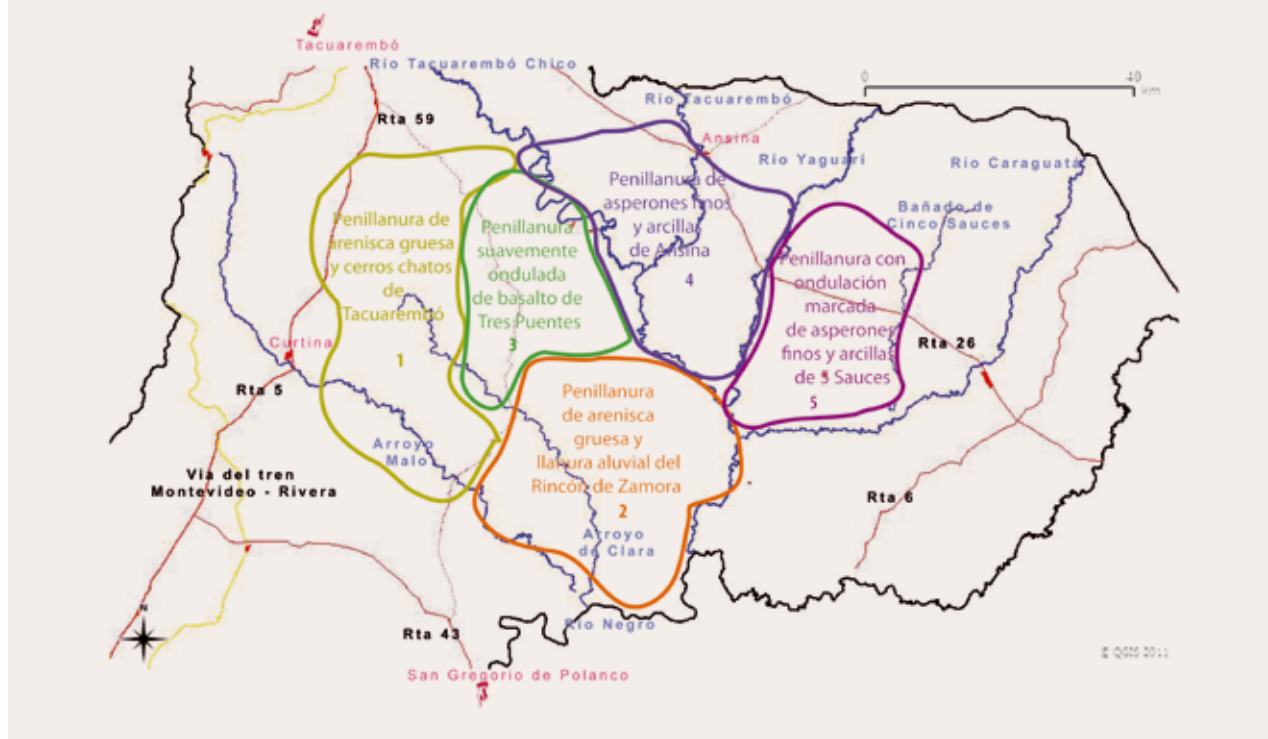 Tacuarembó
Río Tacuarembó Chico
0
40
km
Río Tacuarembó
Rta 59
Ansina
Río Yaguarí
Río Caraguatá
Penillanura de
asperones finos
y arcillas
de Ansina
4
Bañado de
Cinco Sauces
Penillanura de
arenisca gruesa
y cerros chatos
de
Tacuarembó
1
Penillanura
suavemente
ondulada
de basalto de
Tres Puentes
3
Penillanura con
ondulación
marcada
de asperones
finos y arcillas
de 5 Sauces
5
Curtina
Rta 26
Rta 5
Penillanura
de arenisca
gruesa y
llanura aluvial del
Rincón de Zamora
2
Arroyo
Malo
Vía del tren
Montevideo - Rivera
Rta 6
Arroyo
de Clara
N
Río Negro
Rta 43
© QGIS 2011
San Gregorio de Polanco